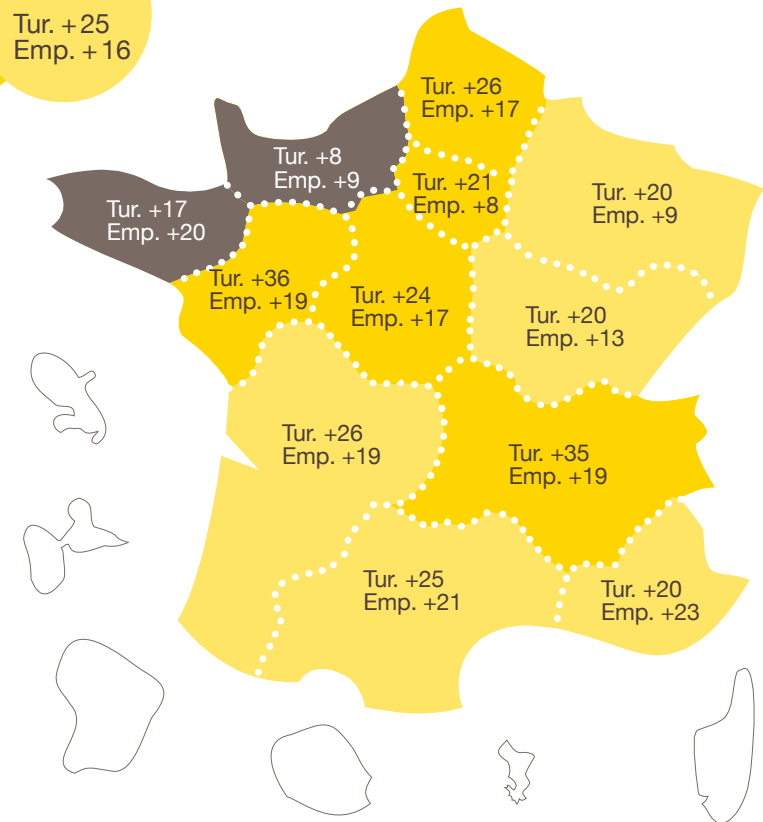 Tur. +25
Emp. +16
Tur. +26
Emp. +17
Tur. +8
Emp. +9
Tur. +21
Emp. +8
Tur. +20
Emp. +9
Tur. +17
Emp. +20
Tur. +36
Emp. +19
Tur. +24
Emp. +17
Tur. +20
Emp. +13
Tur. +26
Emp. +19
Tur. +35
Emp. +19
Tur. +25
Emp. +21
Tur. +20
Emp. +23